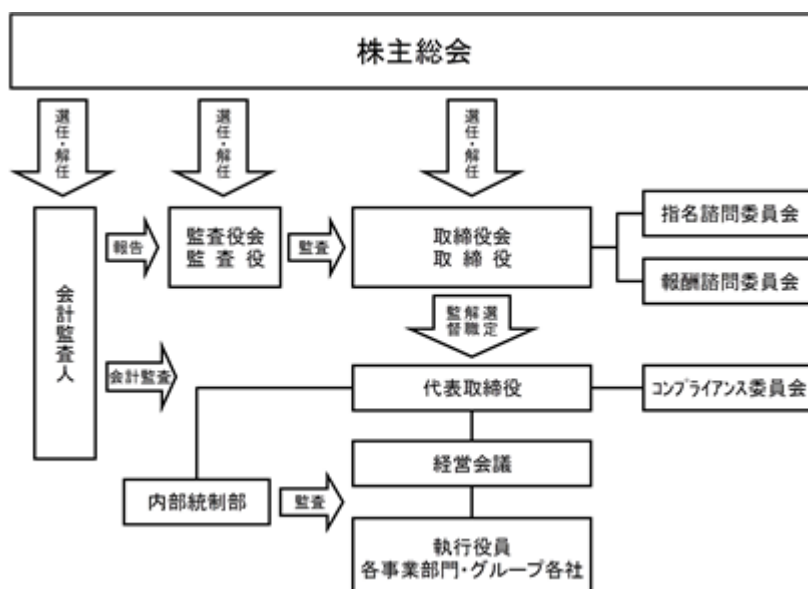 株主総会
選任・解任
選任・解任
選任・解任
会計監査人
報告
監査役会
監査役
監査
取締役会
取締役
指名諮問委員会
報酬諮問委員会
選定
解職
監督
会計監査
代表取締役
コンプライアンス委員会
経営会議
内部統制部
監査
執行役員
各事業部門・グループ各社